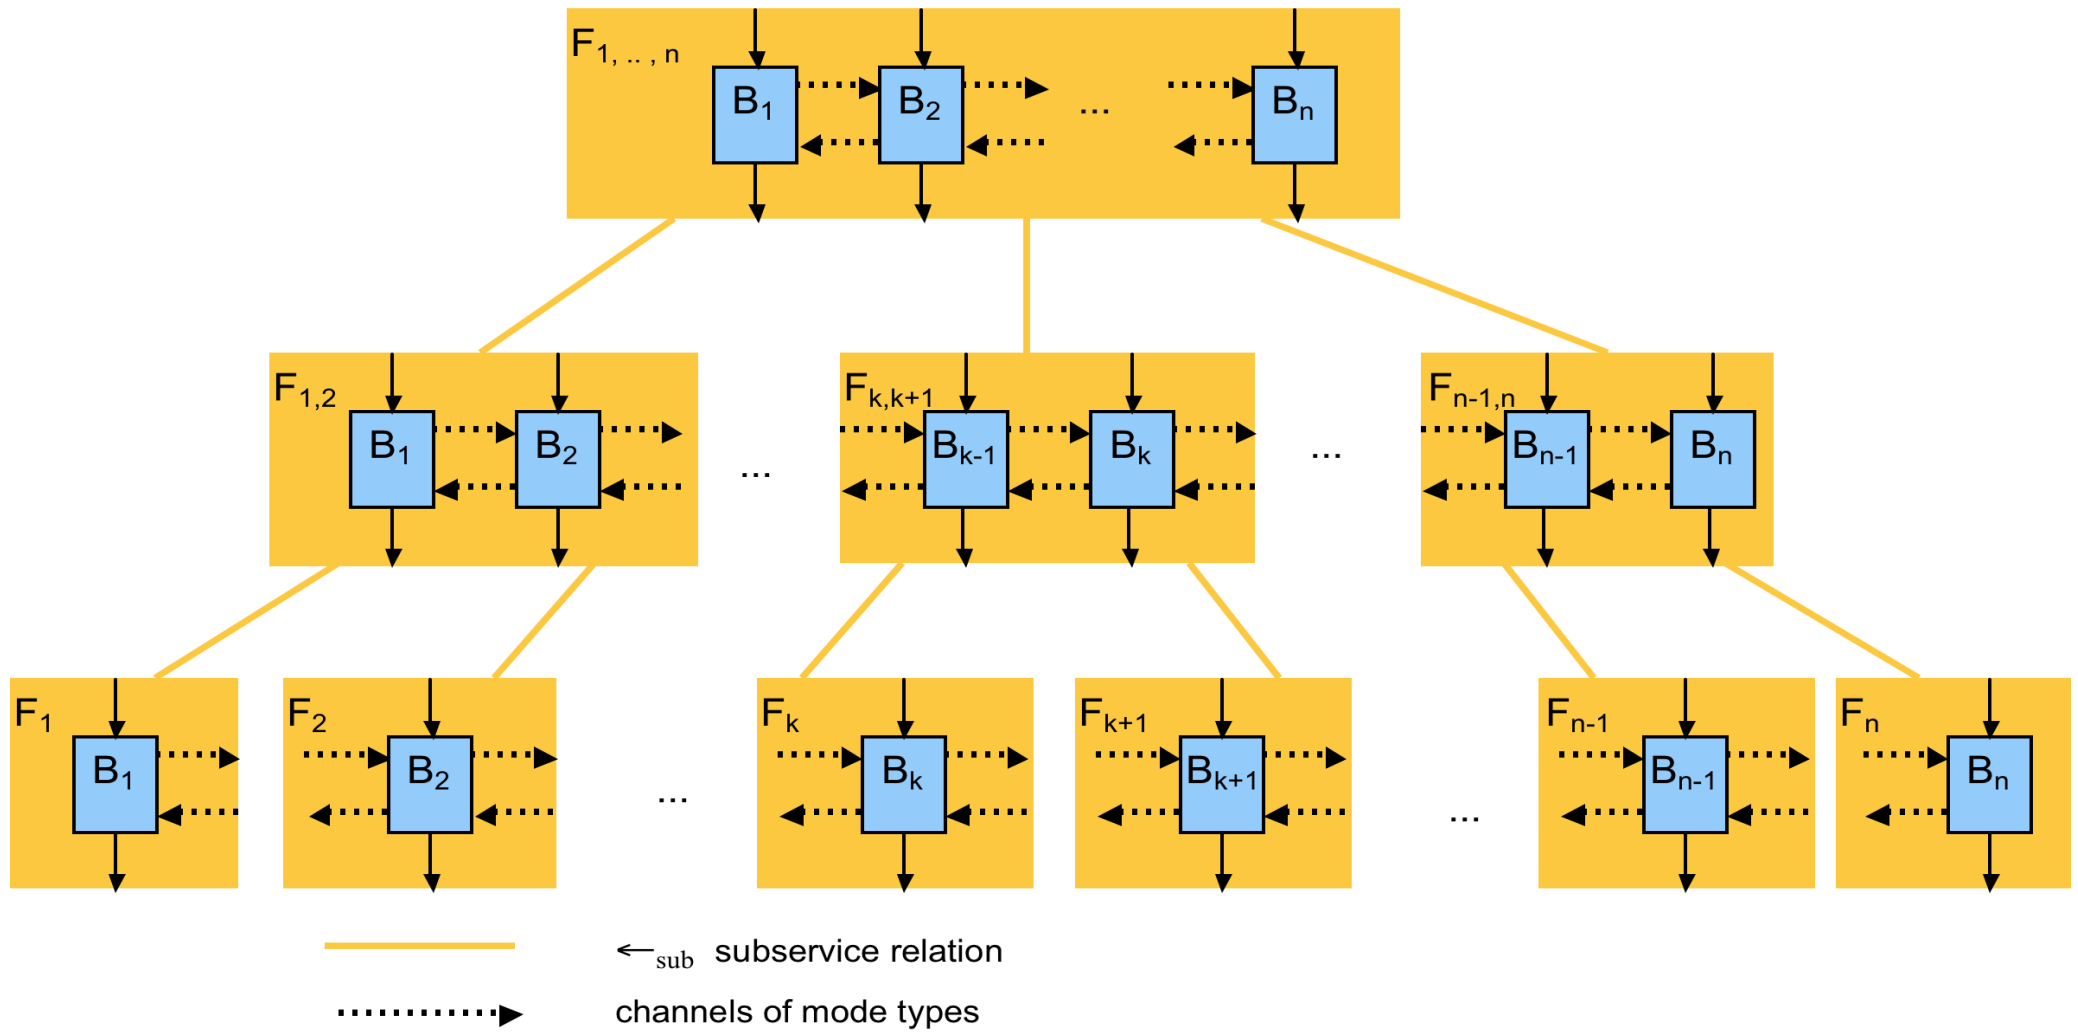 F1, .. , n
B1 B2 ... Bn
F1,2
B1 B2
...
Fk,k+1
Bk-1 Bk
...
Fn-1,n
Bn-1 Bn
F1
B1
F2
B2
...
Fk
Bk
Fk+1
Bk+1
...
Fn-1
Bn-1
Fn
Bn
←sub subservice relation
channels of mode types